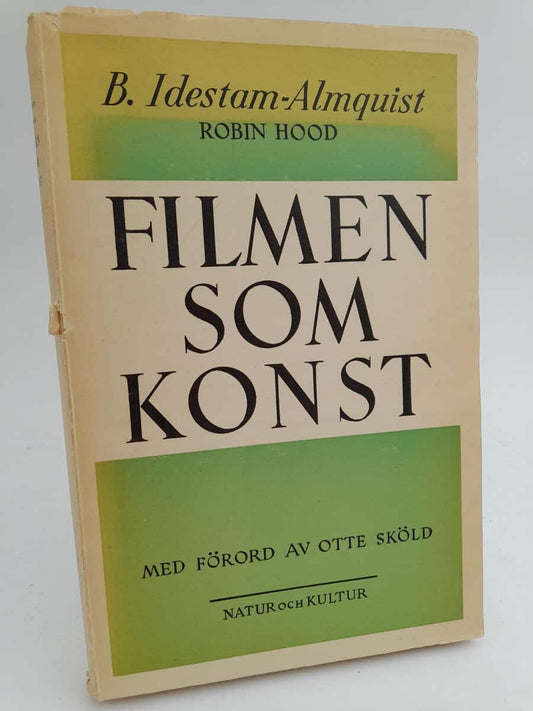 B. Idestam-Almquist
ROBIN HOOD
FILMEN
SOM
KONST
MED FÖRORD AV OTTE SKÖLD
NATUR OCH KULTUR